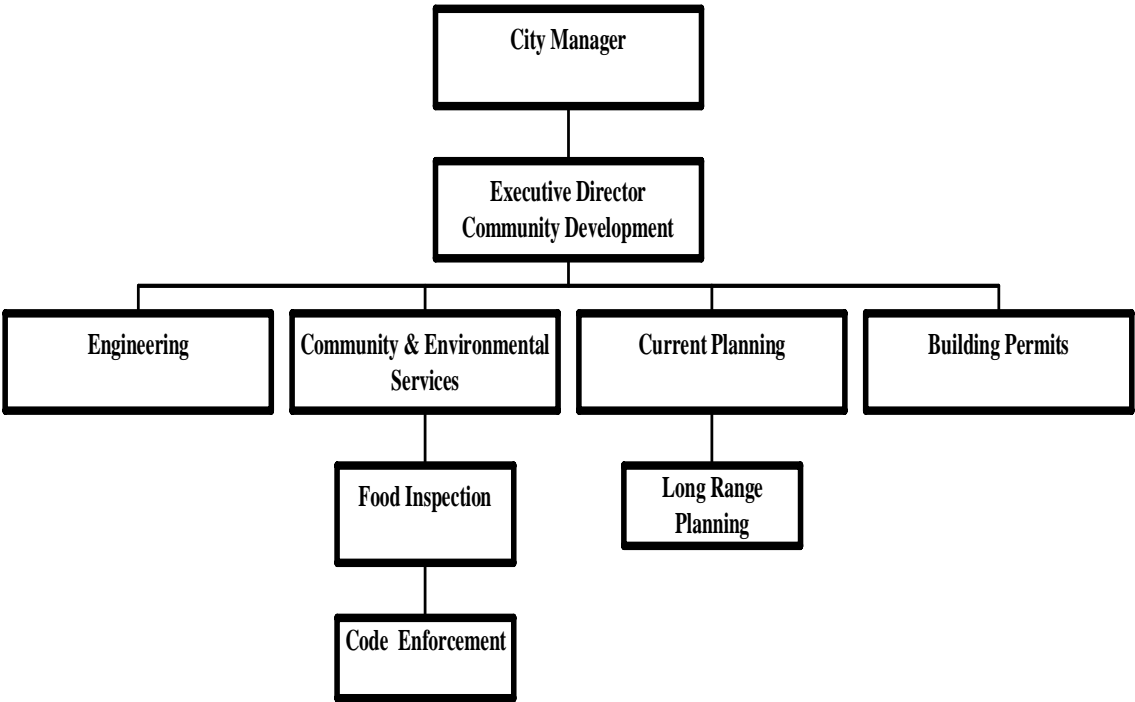 City Manager
Executive Director
Community Development
Engineering
Community & Environmental
Services
Current Planning
Building Permits
Food Inspection
Long Range
Planning
Code Enforcement